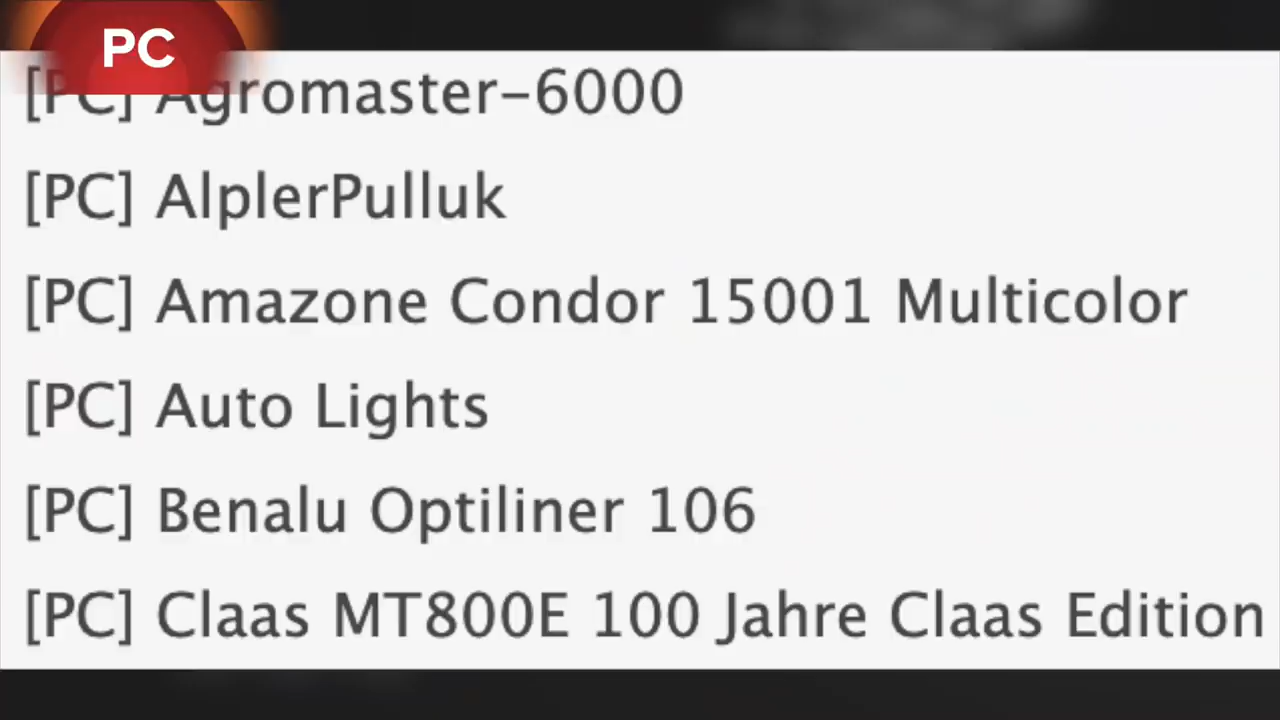 PC
[PC] Agromaster-6000
[PC] AlplerPulluk
[PC] Amazone Condor 15001 Multicolor
[PC] Auto Lights
[PC] Benalu Optiliner 106
[PC] Claas MT800E 100 Jahre Claas Edition